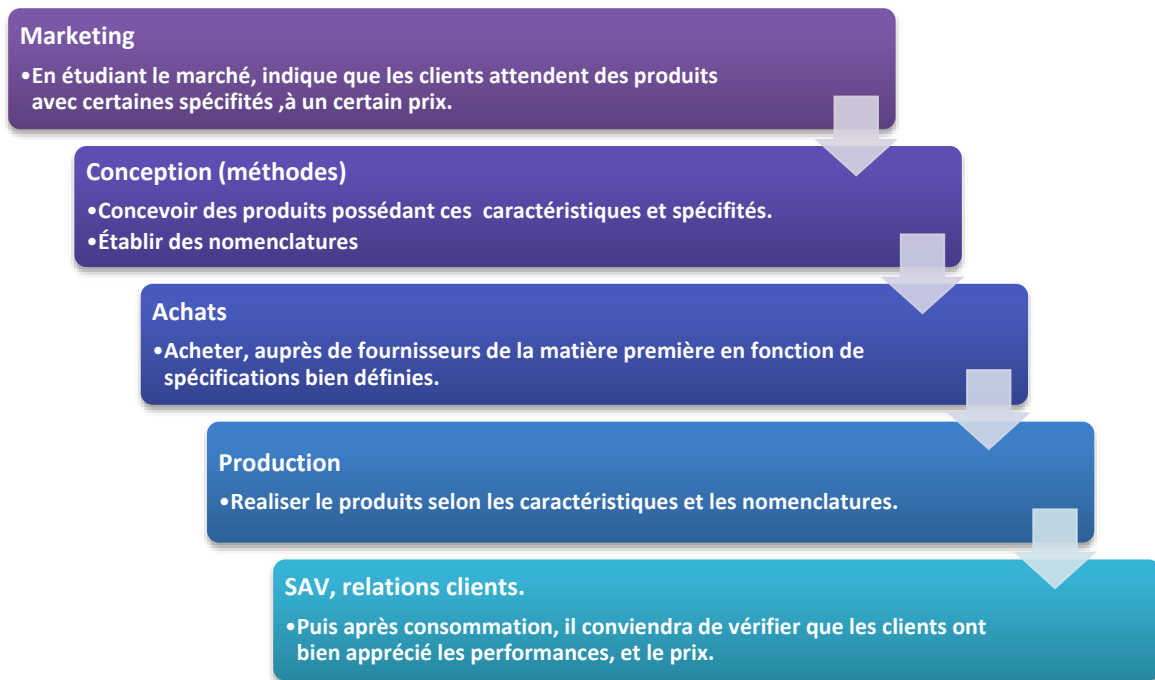 Marketing
•En étudiant le marché, indique que les clients attendent des produits
avec certaines spécifités ,à un certain prix.
Conception (méthodes)
•Concevoir des produits possédant ces caractéristiques et spécifités.
•Établir des nomenclatures
Achats
•Acheter, auprès de fournisseurs de la matière première en fonction de
spécifications bien définies.
Production
•Realiser le produits selon les caractéristiques et les nomenclatures.
SAV, relations clients.
•Puis après consommation, il conviendra de vérifier que les clients ont
bien apprécié les performances, et le prix.